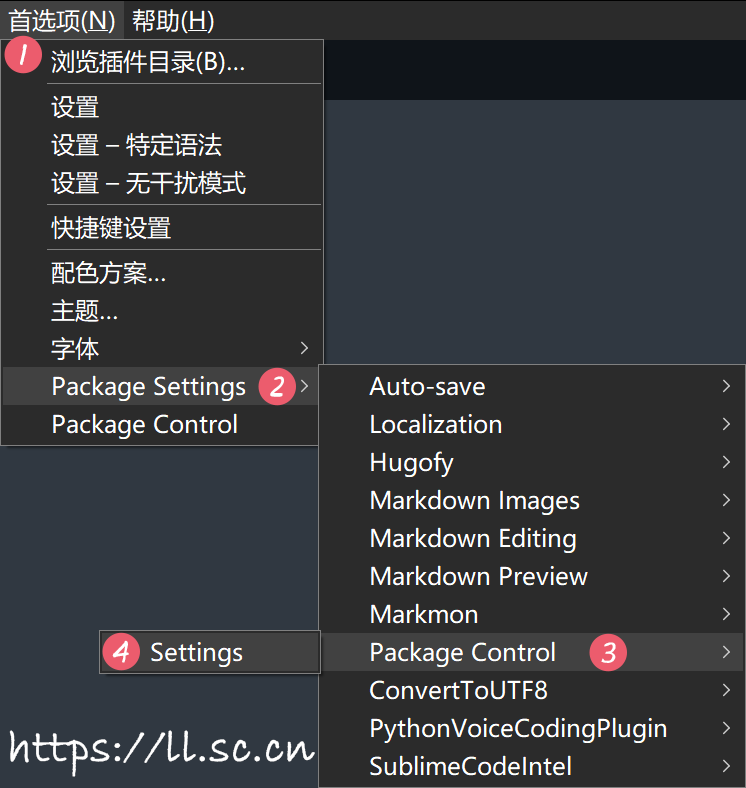 首选项(N) 帮助(H)
1
浏览插件目录(B)...
设置
设置 – 特定语法
设置 – 无干扰模式
快捷键设置
配色方案...
主题...
字体
Package Settings 2
Package Control
Auto-save
Localization
Hugofy
Markdown Images
Markdown Editing
Markdown Preview
Markmon
Package Control 3
4 Settings
ConvertToUTF8
PythonVoiceCodingPlugin
SublimeCodeIntel
https://ll.sc.cn